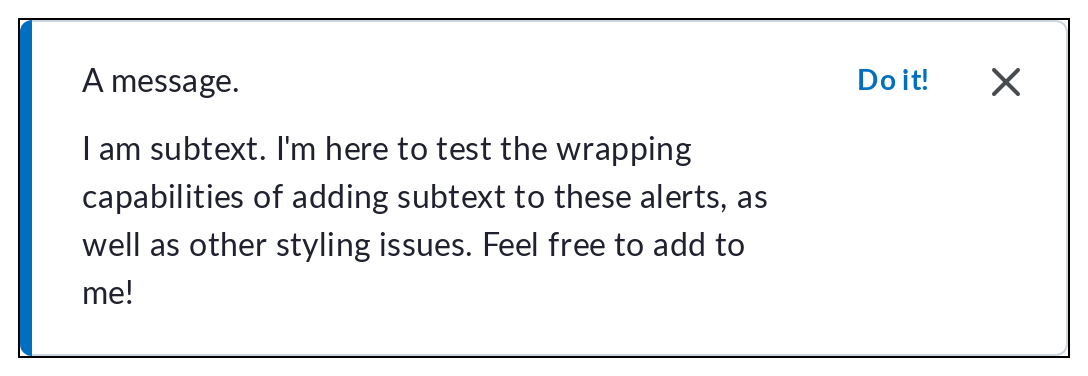 A message.
Do it!
I am subtext. I'm here to test the wrapping
capabilities of adding subtext to these alerts, as
well as other styling issues. Feel free to add to
me!